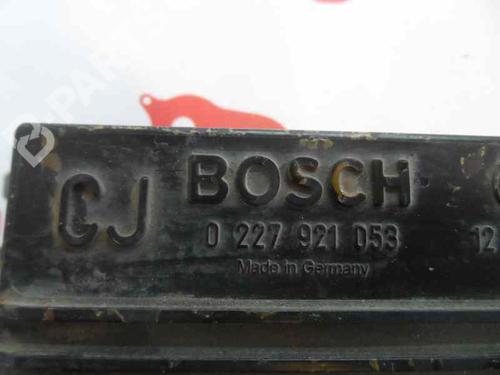 CJ BOSCH
0 227 921 053 12
Made in Germany